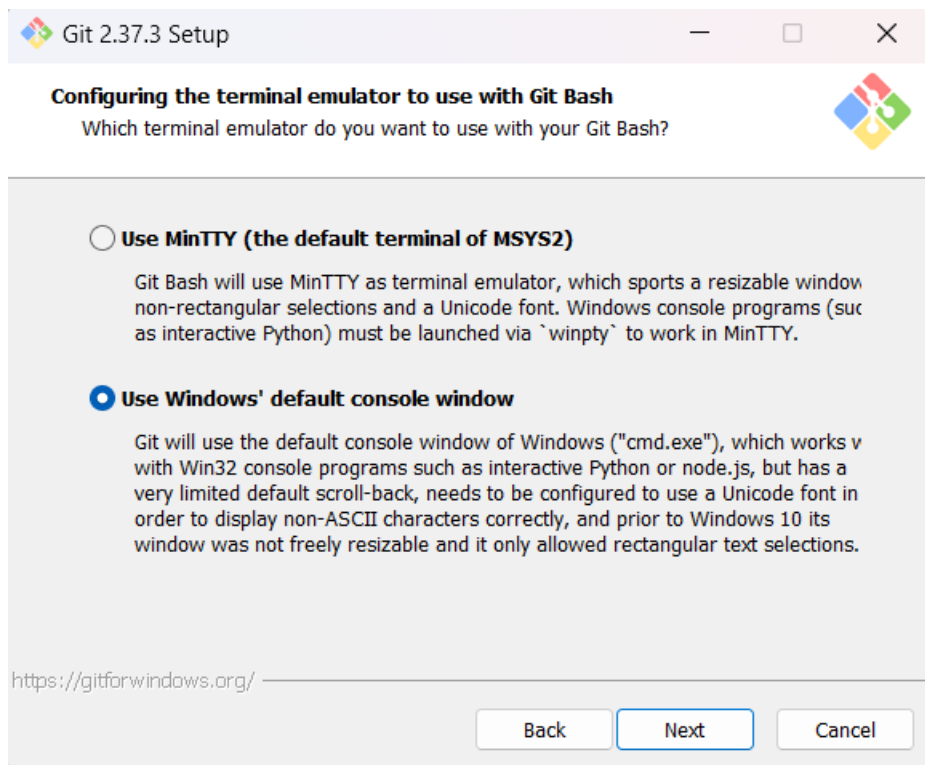 Git 2.37.3 Setup
Configuring the terminal emulator to use with Git Bash
Which terminal emulator do you want to use with your Git Bash?
Use MinTTY (the default terminal of MSYS2)
Git Bash will use MinTTY as terminal emulator, which sports a resizable window
non-rectangular selections and a Unicode font. Windows console programs (suc
as interactive Python) must be launched via `winpty` to work in MinTTY.
Use Windows' default console window
Git will use the default console window of Windows ("cmd.exe"), which works w
with Win32 console programs such as interactive Python or node.js, but has a
very limited default scroll-back, needs to be configured to use a Unicode font in
order to display non-ASCII characters correctly, and prior to Windows 10 its
window was not freely resizable and it only allowed rectangular text selections.
https://gitforwindows.org/
Back Next Cancel